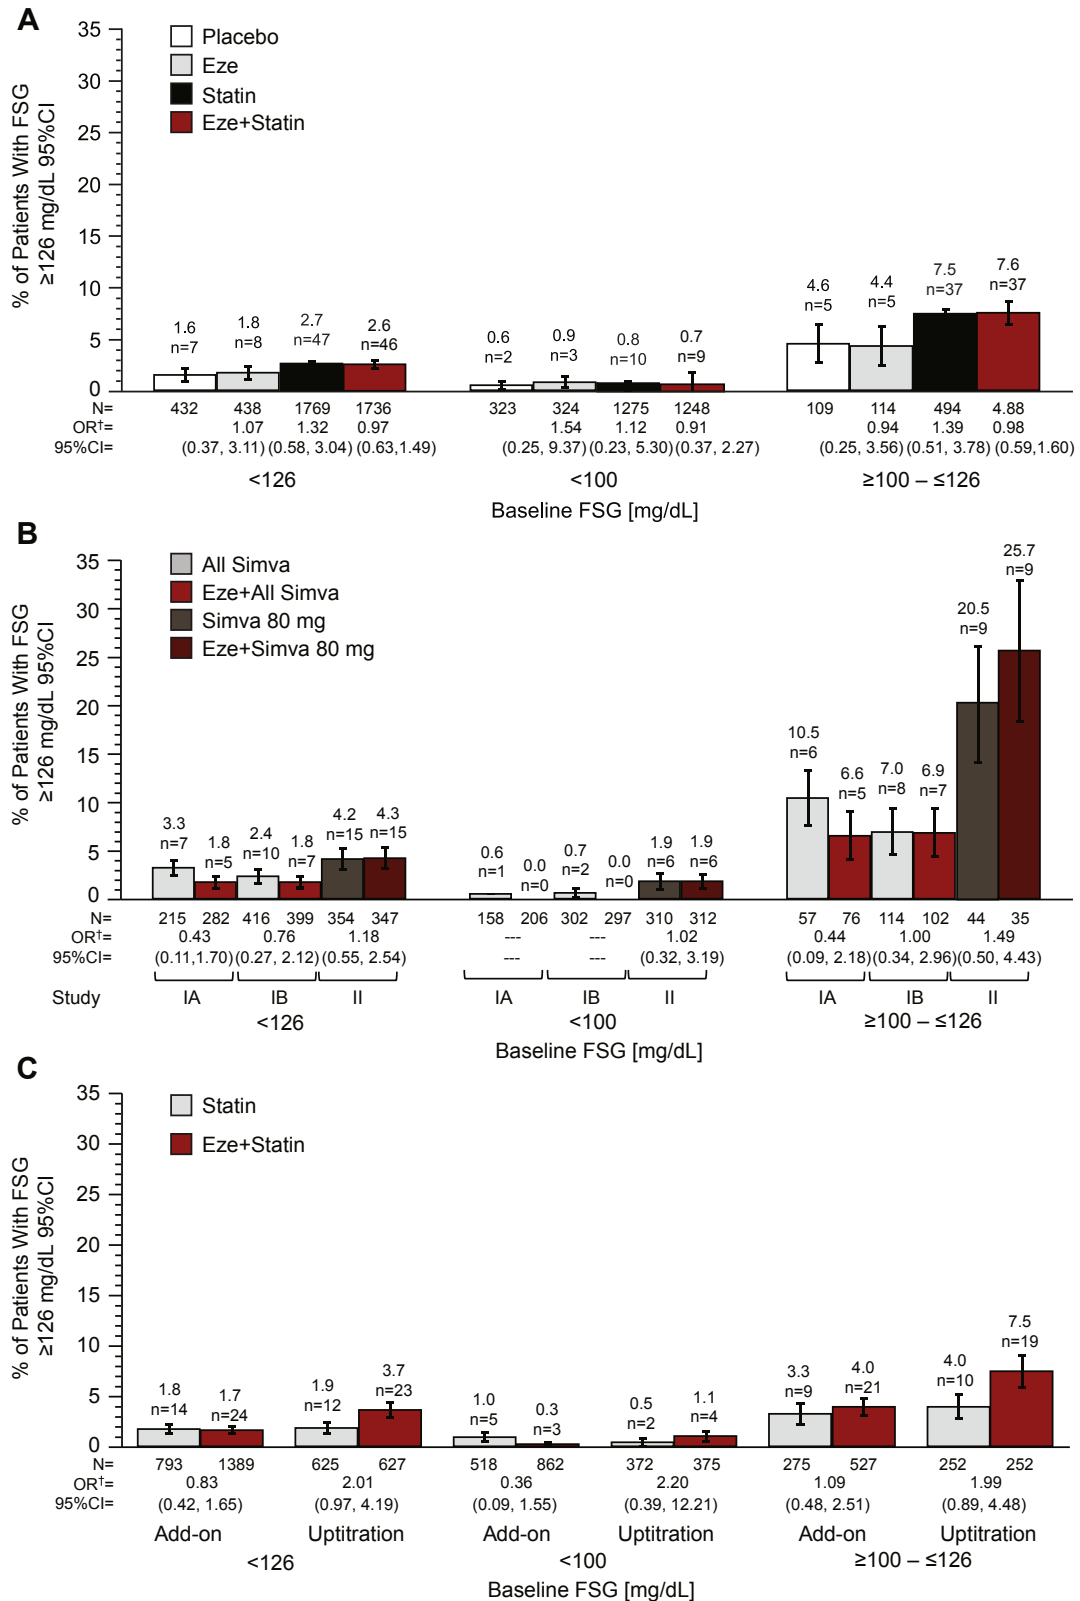 A
35
30
25
20
15
10
5
0
% of Patients With FSG
≥126 mg/dL 95%CI
Placebo
Eze
Statin
Eze+Statin
1.6 1.8 2.7 2.6 0.6 0.9 0.8 0.7 4.6 4.4 7.5 7.6
n=7 n=8 n=47 n=46 n=2 n=3 n=10 n=9 n=5 n=5 n=37 n=37
N= 432 438 1769 1736 323 324 1275 1248 109 114 494 4.88
OR†= 1.07 1.32 0.97 1.54 1.12 0.91 0.94 1.39 0.98
95%CI= (0.37, 3.11) (0.58, 3.04) (0.63,1.49) (0.25, 9.37) (0.23, 5.30) (0.37, 2.27) (0.25, 3.56) (0.51, 3.78) (0.59,1.60)
<126 <100 ≥100 – ≤126
Baseline FSG [mg/dL]
B
35
30
25
20
15
10
5
0
% of Patients With FSG
≥126 mg/dL 95%CI
All Simva
Eze+All Simva
Simva 80 mg
Eze+Simva 80 mg
3.3 1.8 2.4 1.8 4.2 4.3 0.6 0.0 0.7 0.0 1.9 1.9 10.5 6.6 7.0 6.9 20.5 25.7
n=7 n=5 n=10 n=7 n=15 n=15 n=1 n=0 n=2 n=0 n=6 n=6 n=6 n=5 n=8 n=7 n=9 n=9
N= 215 282 416 399 354 347 158 206 302 297 310 312 57 76 114 102 44 35
OR†= 0.43 0.76 1.18 --- --- 1.02 0.44 1.00 1.49
95%CI= (0.11,1.70) (0.27, 2.12) (0.55, 2.54) --- --- (0.32, 3.19) (0.09, 2.18) (0.34, 2.96) (0.50, 4.43)
Study IA IB II IA IB II IA IB II
<126 <100 ≥100 – ≤126
Baseline FSG [mg/dL]
C
35
30
25
20
15
10
5
0
% of Patients With FSG
≥126 mg/dL 95%CI
Statin
Eze+Statin
1.8 1.7 1.9 3.7 1.0 0.3 0.5 1.1 3.3 4.0 4.0 7.5
n=14 n=24 n=12 n=23 n=5 n=3 n=2 n=4 n=9 n=21 n=10 n=19
N= 793 1389 625 627 518 862 372 375 275 527 252 252
OR†= 0.83 2.01 0.36 2.20 1.09 1.99
95%CI= (0.42, 1.65) (0.97, 4.19) (0.09, 1.55) (0.39, 12.21) (0.48, 2.51) (0.89, 4.48)
Add-on Uptitration Add-on Uptitration Add-on Uptitration
<126 <100 ≥100 – ≤126
Baseline FSG [mg/dL]